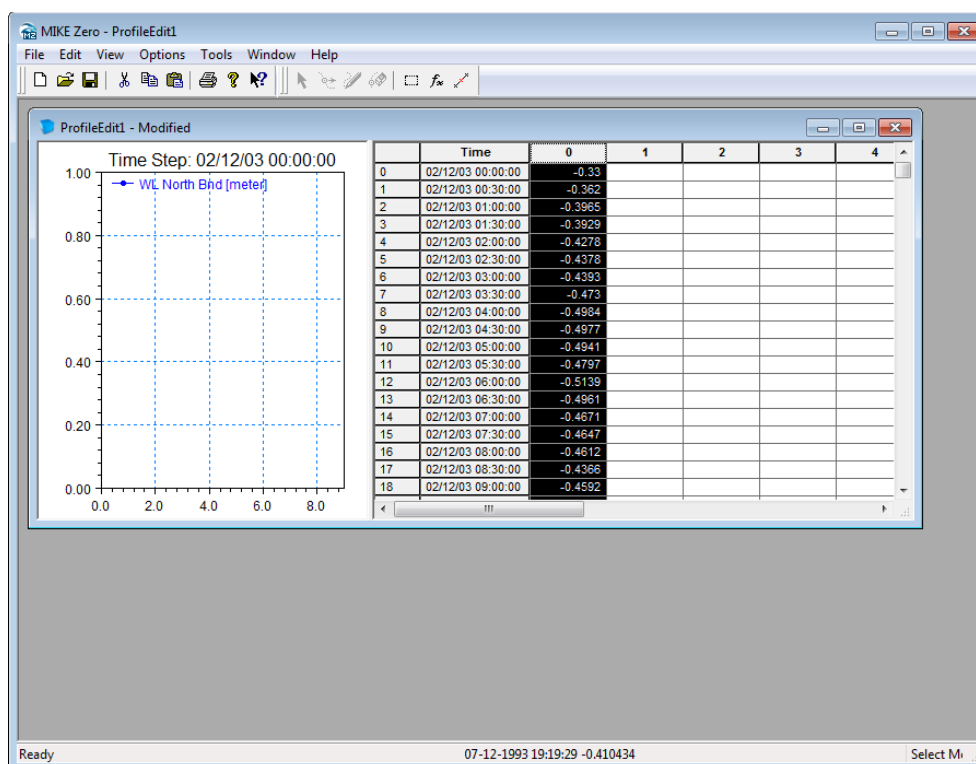 MIKE Zero - ProfileEdit1
File Edit View Options Tools Window Help
ProfileEdit1 - Modified
Time Step: 02/12/03 00:00:00
WL North Bnd [meter]
1.00
0.80
0.60
0.40
0.20
0.00
0.0 2.0 4.0 6.0 8.0
Time 0 1 2 3 4
0 02/12/03 00:00:00 -0.33
1 02/12/03 00:30:00 -0.362
2 02/12/03 01:00:00 -0.3965
3 02/12/03 01:30:00 -0.3929
4 02/12/03 02:00:00 -0.4278
5 02/12/03 02:30:00 -0.4378
6 02/12/03 03:00:00 -0.4393
7 02/12/03 03:30:00 -0.473
8 02/12/03 04:00:00 -0.4984
9 02/12/03 04:30:00 -0.4977
10 02/12/03 05:00:00 -0.4941
11 02/12/03 05:30:00 -0.4797
12 02/12/03 06:00:00 -0.5139
13 02/12/03 06:30:00 -0.4961
14 02/12/03 07:00:00 -0.4671
15 02/12/03 07:30:00 -0.4647
16 02/12/03 08:00:00 -0.4612
17 02/12/03 08:30:00 -0.4366
18 02/12/03 09:00:00 -0.4592
Ready 07-12-1993 19:19:29 -0.410434 Select M